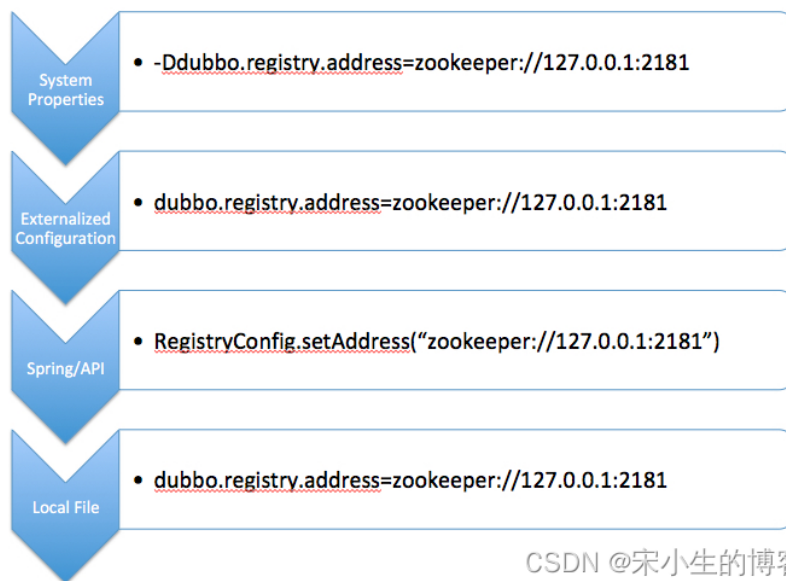 System
Properties
• -Ddubbo.registry.address=zookeeper://127.0.0.1:2181
Externalized
Configuration
• dubbo.registry.address=zookeeper://127.0.0.1:2181
Spring/API
• RegistryConfig.setAddress(“zookeeper://127.0.0.1:2181”)
Local File
• dubbo.registry.address=zookeeper://127.0.0.1:2181
CSDN @宋小生的博客